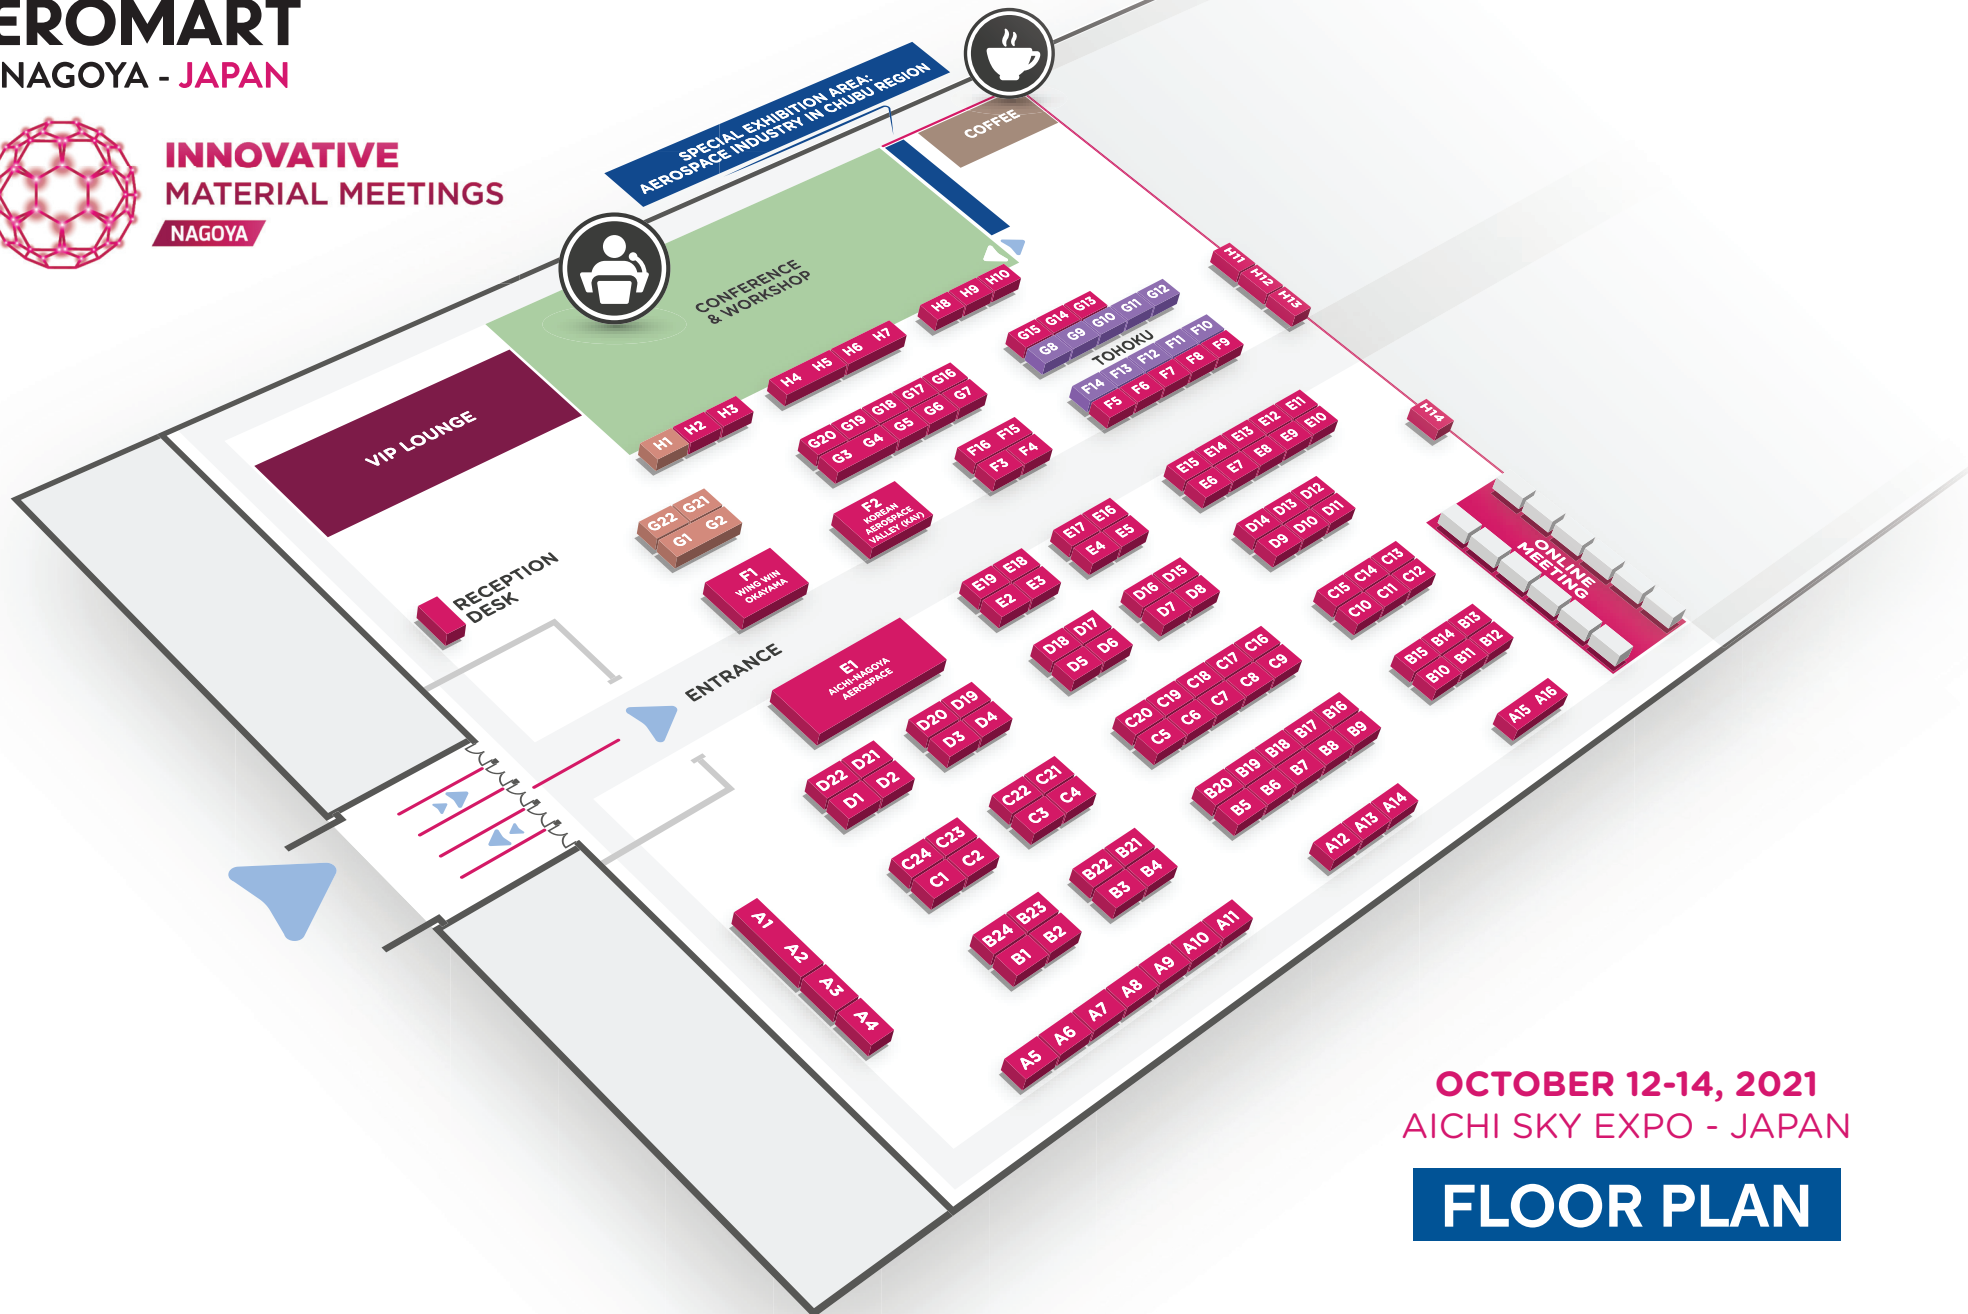 EROMART
NAGOYA - JAPAN
INNOVATIVE
MATERIAL MEETINGS
NAGOYA
SPECIAL EXHIBITION AREA:
AEROSPACE INDUSTRY IN CHUBU REGION
COFFEE
CONFERENCE
& WORKSHOP
VIP LOUNGE
RECEPTION
DESK
ENTRANCE
TOHOKU
ONLINE
MEETING
H1 H2 H3
H4 H5 H6 H7
H8 H9 H10
H11 H12 H13
H14
G15 G14 G13
G8 G9 G10 G11 G12
F14 F13 F12 F11 F10
F5 F6 F7 F8 F9
G20 G19 G18 G17 G16
G3 G4 G5 G6 G7
F16 F15
F3 F4
G22 G21
G1 G2
F2
KOREAN
AEROSPACE
VALLEY (KAV)
F1
WING WIN
OKAYAMA
E1
AICHI-NAGOYA
AEROSPACE
E15 E14 E13 E12 E11
E6 E7 E8 E9 E10
E17 E16
E4 E5
E19 E18
E2 E3
D14 D13 D12
D9 D10 D11
D16 D15
D7 D8
D18 D17
D5 D6
D20 D19
D3 D4
D22 D21
D1 D2
C15 C14 C13
C10 C11 C12
C20 C19 C18 C17 C16
C5 C6 C7 C8 C9
C22 C21
C3 C4
C24 C23
C1 C2
B15 B14 B13
B10 B11 B12
B20 B19 B18 B17 B16
B5 B6 B7 B8 B9
B22 B21
B3 B4
B24 B23
B1 B2
A15 A16
A12 A13 A14
A5 A6 A7 A8 A9 A10 A11
A1 A2 A3 A4
OCTOBER 12-14, 2021
AICHI SKY EXPO - JAPAN
FLOOR PLAN